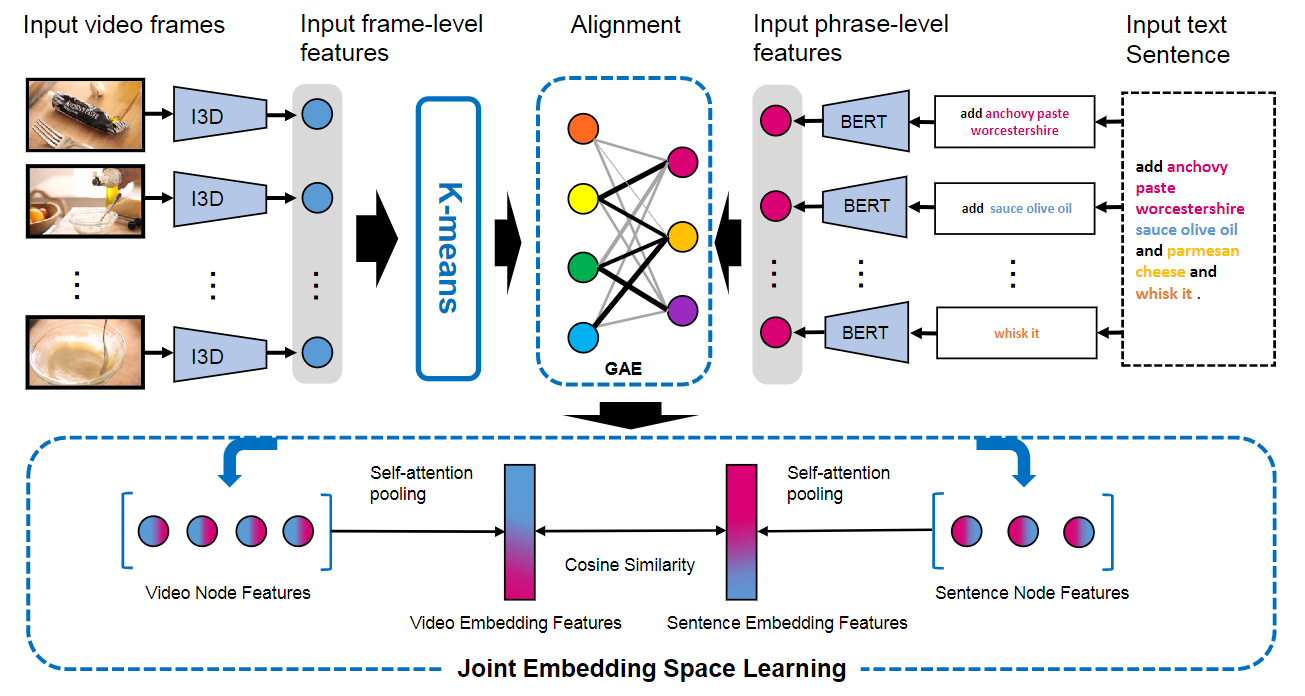 Input video frames
Input frame-level
features
Alignment
Input phrase-level
features
Input text
Sentence
I3D
I3D
I3D
K-means
GAE
BERT
BERT
BERT
add anchovy paste
worcestershire
add sauce olive oil
whisk it
add anchovy
paste
worcestershire
sauce olive oil
and parmesan
cheese and
whisk it .
Self-attention
pooling
Self-attention
pooling
Cosine Similarity
Video Node Features
Sentence Node Features
Video Embedding Features
Sentence Embedding Features
Joint Embedding Space Learning